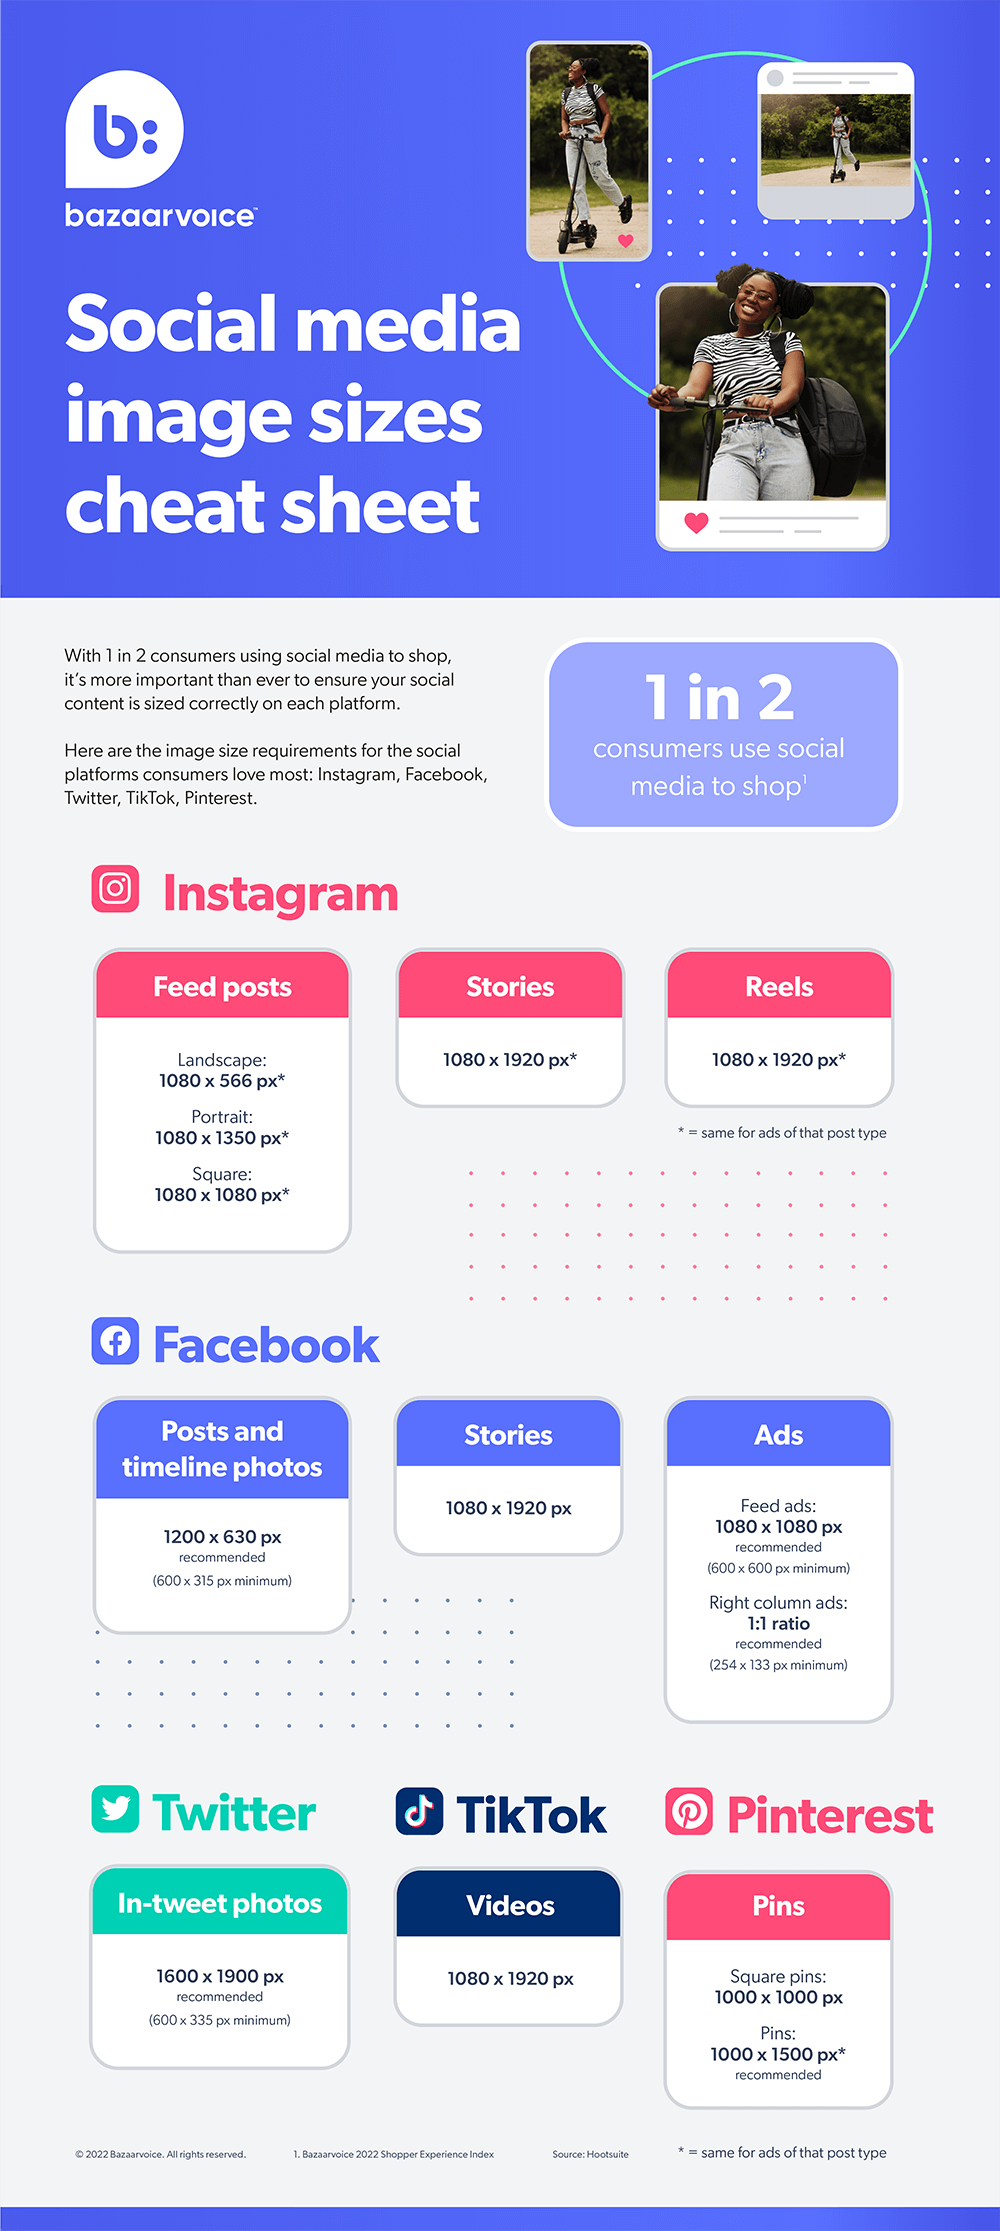 b:
bazaarvoice™
Social media
image sizes
cheat sheet
With 1 in 2 consumers using social media to shop,
it's more important than ever to ensure your social
content is sized correctly on each platform.
Here are the image size requirements for the social
platforms consumers love most: Instagram, Facebook,
Twitter, TikTok, Pinterest.
1 in 2
consumers use social
media to shop¹
Instagram
Feed posts
Landscape:
1080 x 566 px*
Portrait:
1080 x 1350 px*
Square:
1080 x 1080 px*
Stories
1080 x 1920 px*
Reels
1080 x 1920 px*
* = same for ads of that post type
Facebook
Posts and
timeline photos
1200 x 630 px
recommended
(600 x 315 px minimum)
Stories
1080 x 1920 px
Ads
Feed ads:
1080 x 1080 px
recommended
(600 x 600 px minimum)
Right column ads:
1:1 ratio
recommended
(254 x 133 px minimum)
Twitter
In-tweet photos
1600 x 1900 px
recommended
(600 x 335 px minimum)
TikTok
Videos
1080 x 1920 px
Pinterest
Pins
Square pins:
1000 x 1000 px
Pins:
1000 x 1500 px*
recommended
© 2022 Bazaarvoice. All rights reserved.
1. Bazaarvoice 2022 Shopper Experience Index
Source: Hootsuite
* = same for ads of that post type